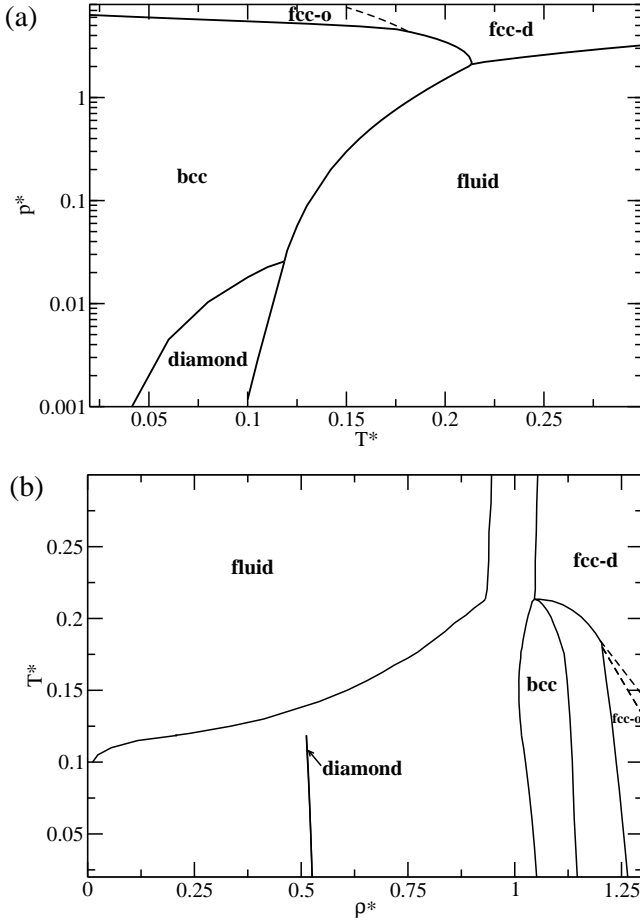 (a)
fcc-o
fcc-d
1
bcc
fluid
p*
0.1
0.01
diamond
0.001
0.05
0.1
0.15
0.2
0.25
T*
(b)
0.25
fluid
fcc-d
0.2
T*
0.15
bcc
fcc-o
0.1
diamond
0.05
0
0.25
0.5
0.75
1
1.25
ρ*